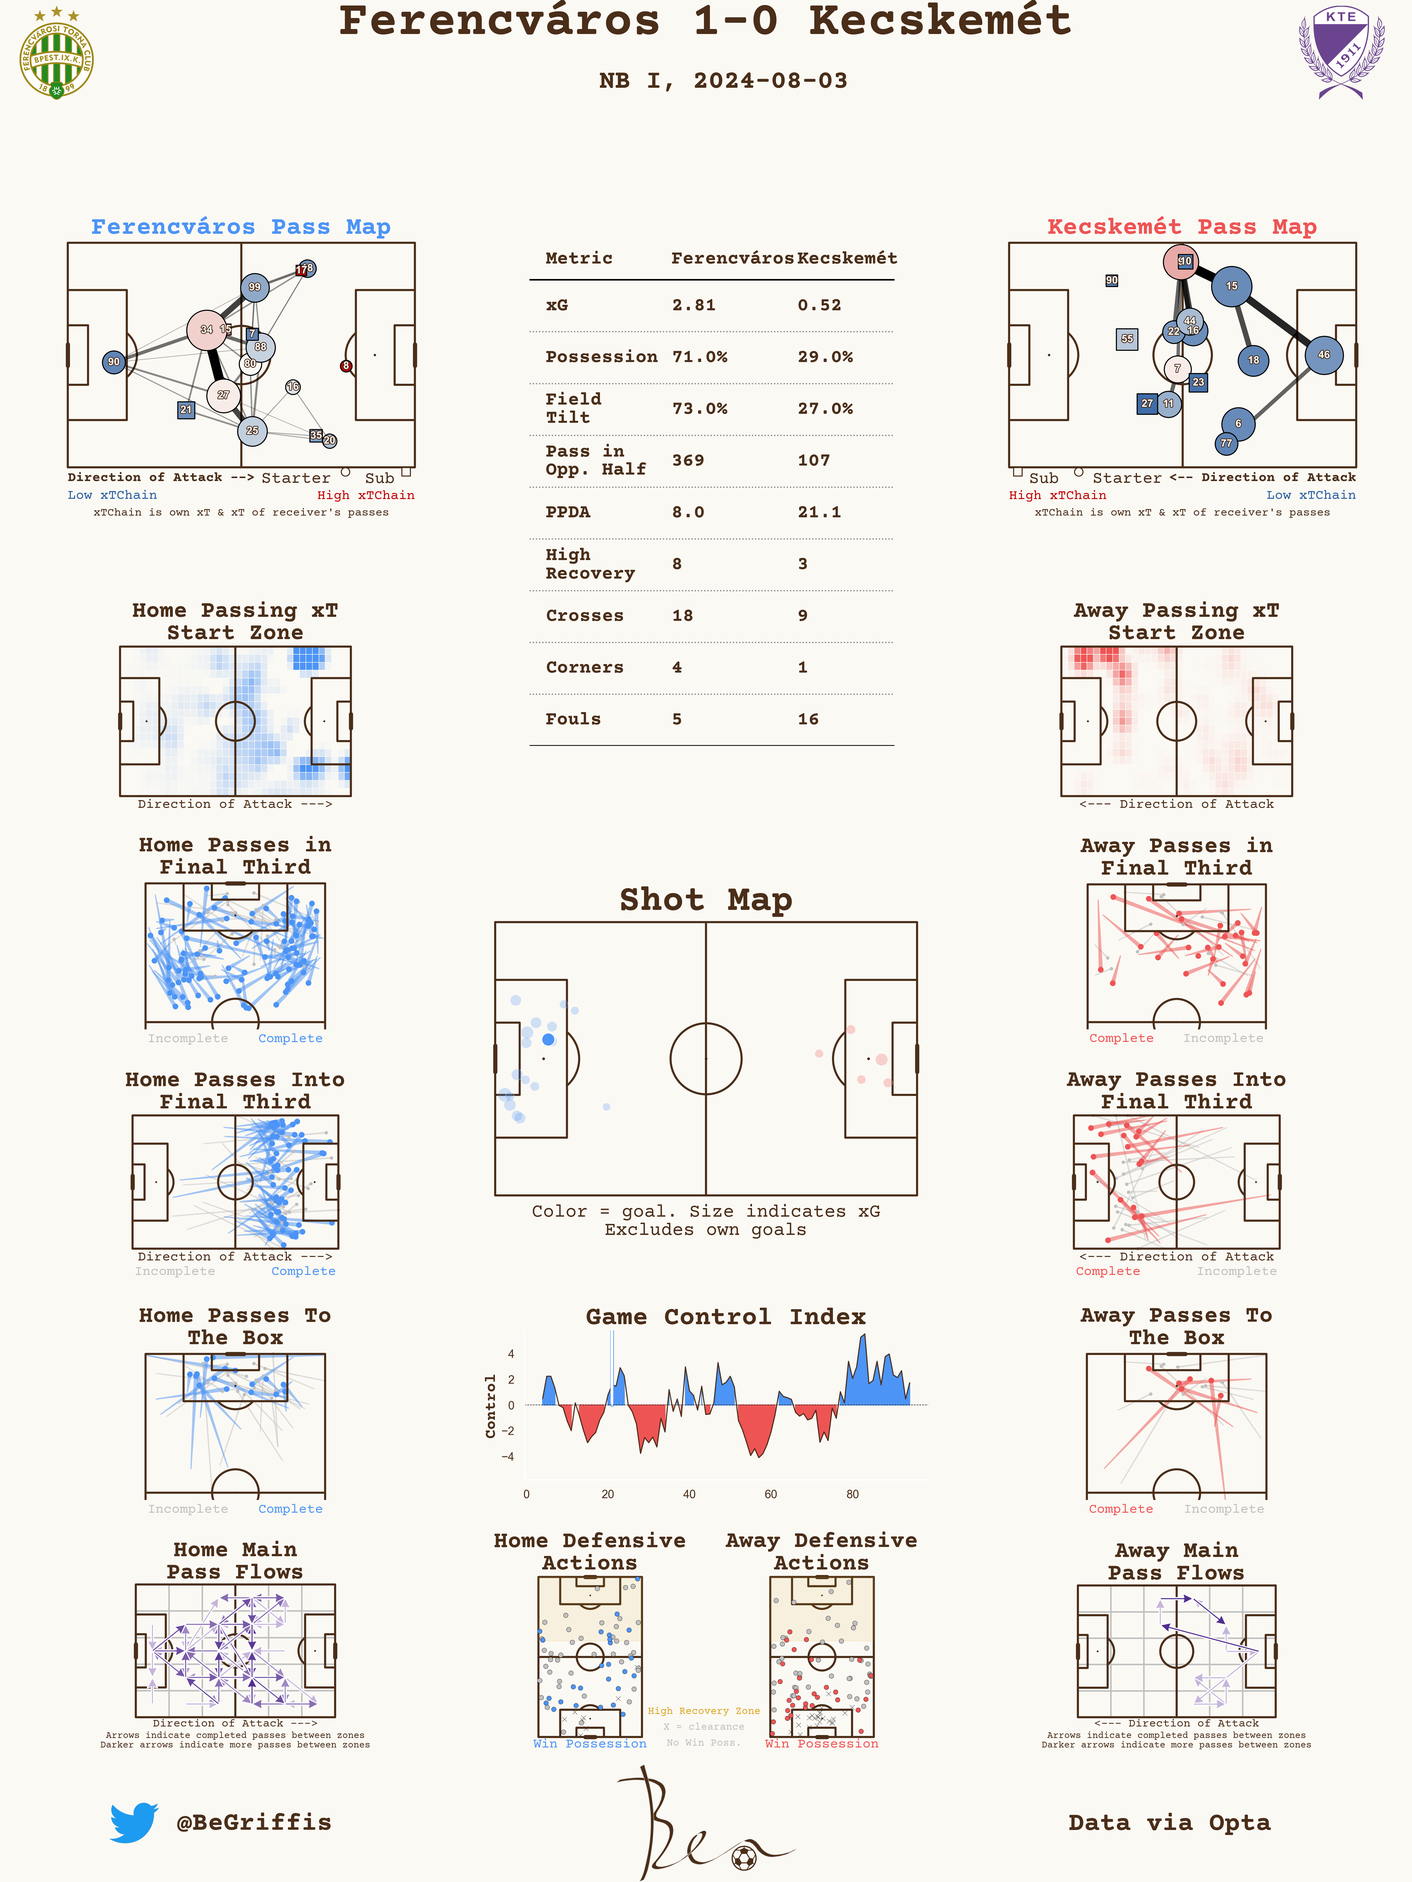 Ferencváros 1-0 Kecskemét
NB I, 2024-08-03
FERENCVÁROSI TORNA CLUB
BPEST.IX.K.
18 99
KTE
1911
Ferencváros Pass Map
99
17
8
34
15
7
88
80
90
27
16
8
21
25
35
20
Direction of Attack --> Starter Sub
Low xTChain High xTChain
xTChain is own xT & xT of receiver's passes
Metric Ferencváros Kecskemét
xG 2.81 0.52
Possession 71.0% 29.0%
Field
Tilt 73.0% 27.0%
Pass in
Opp. Half 369 107
PPDA 8.0 21.1
High
Recovery 8 3
Crosses 18 9
Corners 4 1
Fouls 5 16
Kecskemét Pass Map
10
90
15
44
22
16
55
7
18
46
23
27
11
6
77
Sub Starter <-- Direction of Attack
High xTChain Low xTChain
xTChain is own xT & xT of receiver's passes
Home Passing xT
Start Zone
Direction of Attack --->
Away Passing xT
Start Zone
<--- Direction of Attack
Home Passes in
Final Third
Incomplete Complete
Away Passes in
Final Third
Complete Incomplete
Shot Map
Color = goal. Size indicates xG
Excludes own goals
Home Passes Into
Final Third
Direction of Attack --->
Incomplete Complete
Away Passes Into
Final Third
<--- Direction of Attack
Complete Incomplete
Home Passes To
The Box
Incomplete Complete
Game Control Index
Control
4
2
0
−2
−4
0 20 40 60 80
Away Passes To
The Box
Complete Incomplete
Home Main
Pass Flows
Direction of Attack --->
Arrows indicate completed passes between zones
Darker arrows indicate more passes between zones
Home Defensive
Actions
Win Possession
High Recovery Zone
X = clearance
No Win Poss.
Away Defensive
Actions
Win Possession
Away Main
Pass Flows
<--- Direction of Attack
Arrows indicate completed passes between zones
Darker arrows indicate more passes between zones
@BeGriffis
Ben
Data via Opta